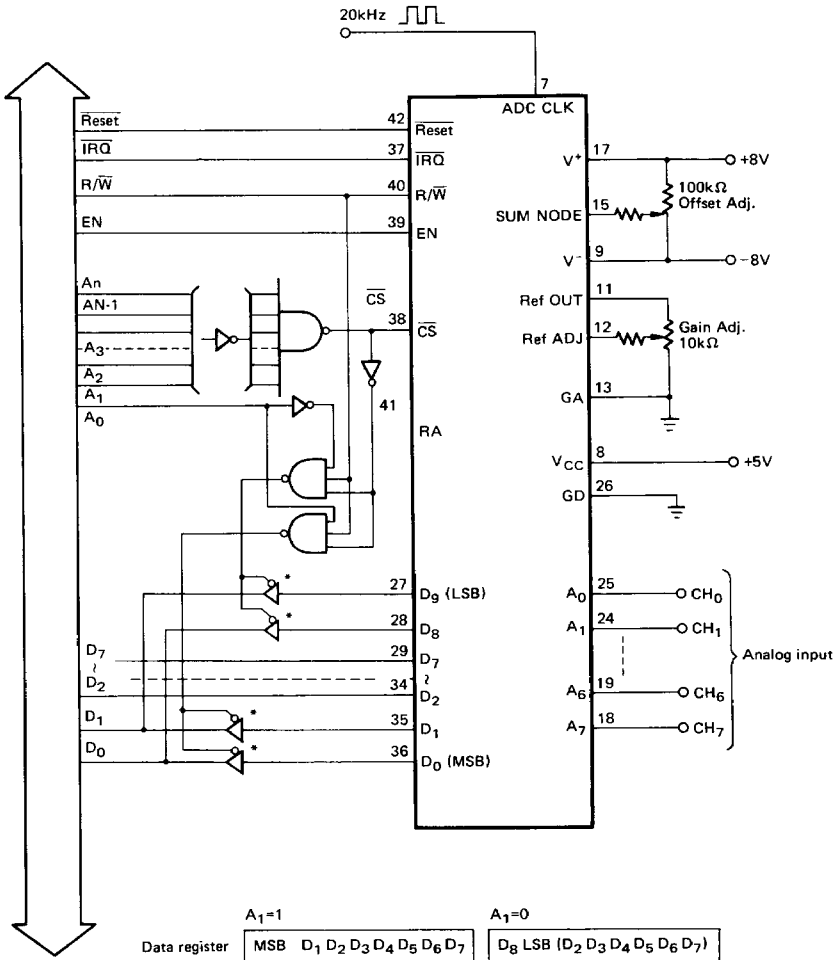 20kHz
7
ADC CLK
Reset 42 Reset
IRQ 37 IRQ
R/W 40 R/W
EN 39 EN
An
AN-1
A3
A2
A1
A0
CS
38 CS
41
RA
27 D9 (LSB)
28 D8
D7 29 D7
~ ~
D2 34 D2
D1 35 D1
D0 36 D0 (MSB)
*
*
*
*
V+ 17 +8V
100kΩ
Offset Adj.
SUM NODE 15
V- 9 -8V
Ref OUT 11
Ref ADJ 12
Gain Adj.
10kΩ
GA 13
VCC 8 +5V
GD 26
A0 25 CH0
A1 24 CH1
Analog input
A6 19 CH6
A7 18 CH7
A1=1 A1=0
Data register MSB D1 D2 D3 D4 D5 D6 D7 D8 LSB (D2 D3 D4 D5 D6 D7)